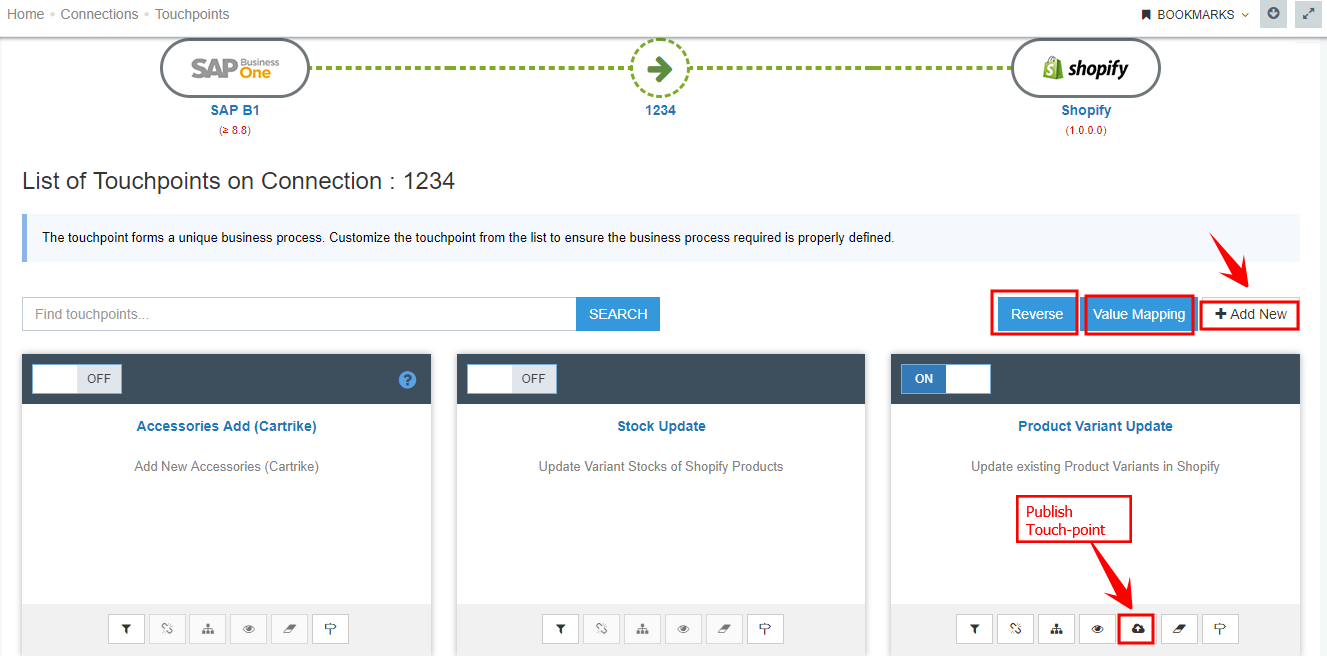 Home Connections Touchpoints
BOOKMARKS
SAP Business One
shopify
SAP B1
1234
Shopify
(≥ 8.8)
(1.0.0.0)
List of Touchpoints on Connection : 1234
The touchpoint forms a unique business process. Customize the touchpoint from the list to ensure the business process required is properly defined.
Find touchpoints...
SEARCH
Reverse
Value Mapping
Add New
OFF
?
OFF
ON
Accessories Add (Cartrike)
Stock Update
Product Variant Update
Add New Accessories (Cartrike)
Update Variant Stocks of Shopify Products
Update existing Product Variants in Shopify
Publish
Touch-point